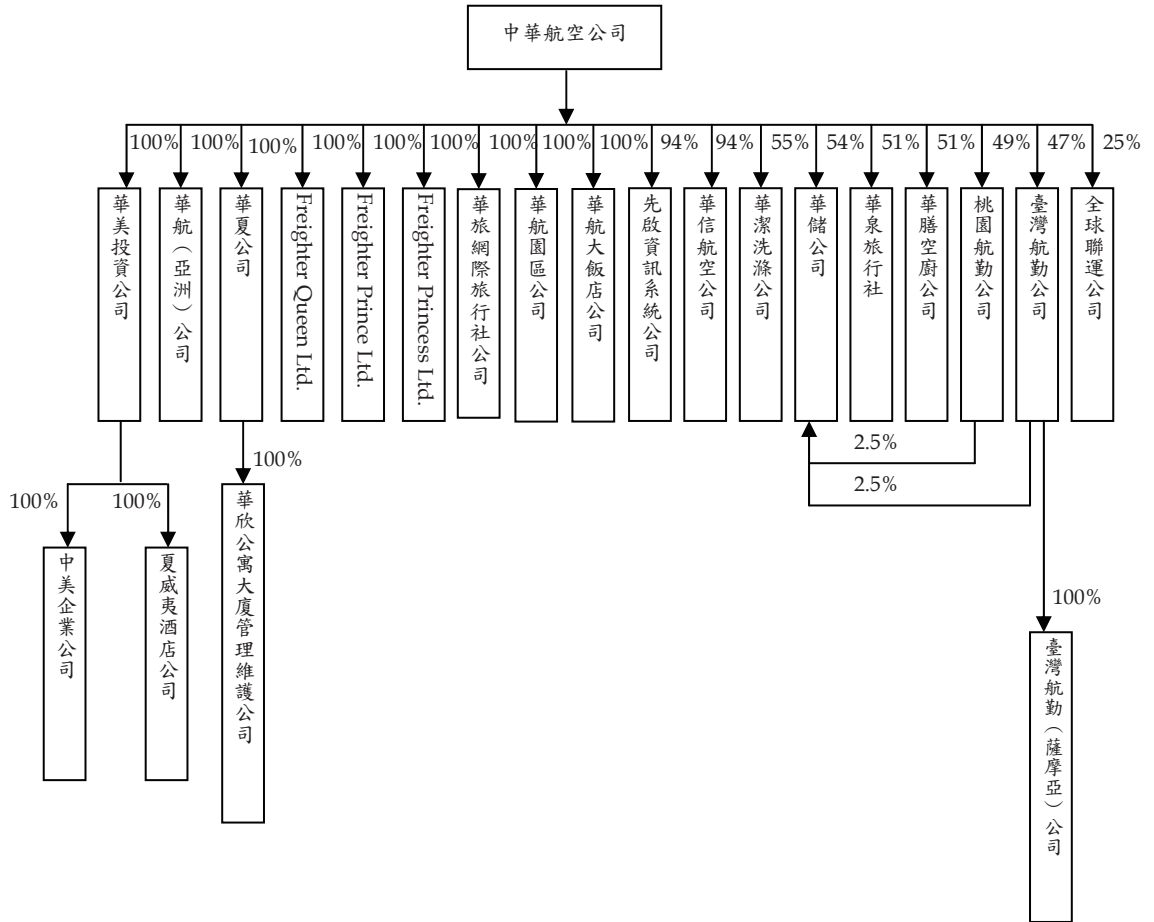 中華航空公司
100%
100%
100%
100%
100%
100%
100%
100%
100%
94%
94%
55%
54%
51%
51%
49%
47%
25%
華美投資公司
華航（亞洲）公司
華夏公司
Freighter Queen Ltd.
Freighter Prince Ltd.
Freighter Princess Ltd.
華旅網際旅行社公司
華航園區公司
華航大飯店公司
先啟資訊系統公司
華信航空公司
華潔洗滌公司
華儲公司
華泉旅行社
華膳空廚公司
桃園航勤公司
臺灣航勤公司
全球聯運公司
2.5%
2.5%
100%
100%
100%
100%
中美企業公司
夏威夷酒店公司
華欣公寓大廈管理維護公司
臺灣航勤（薩摩亞）公司